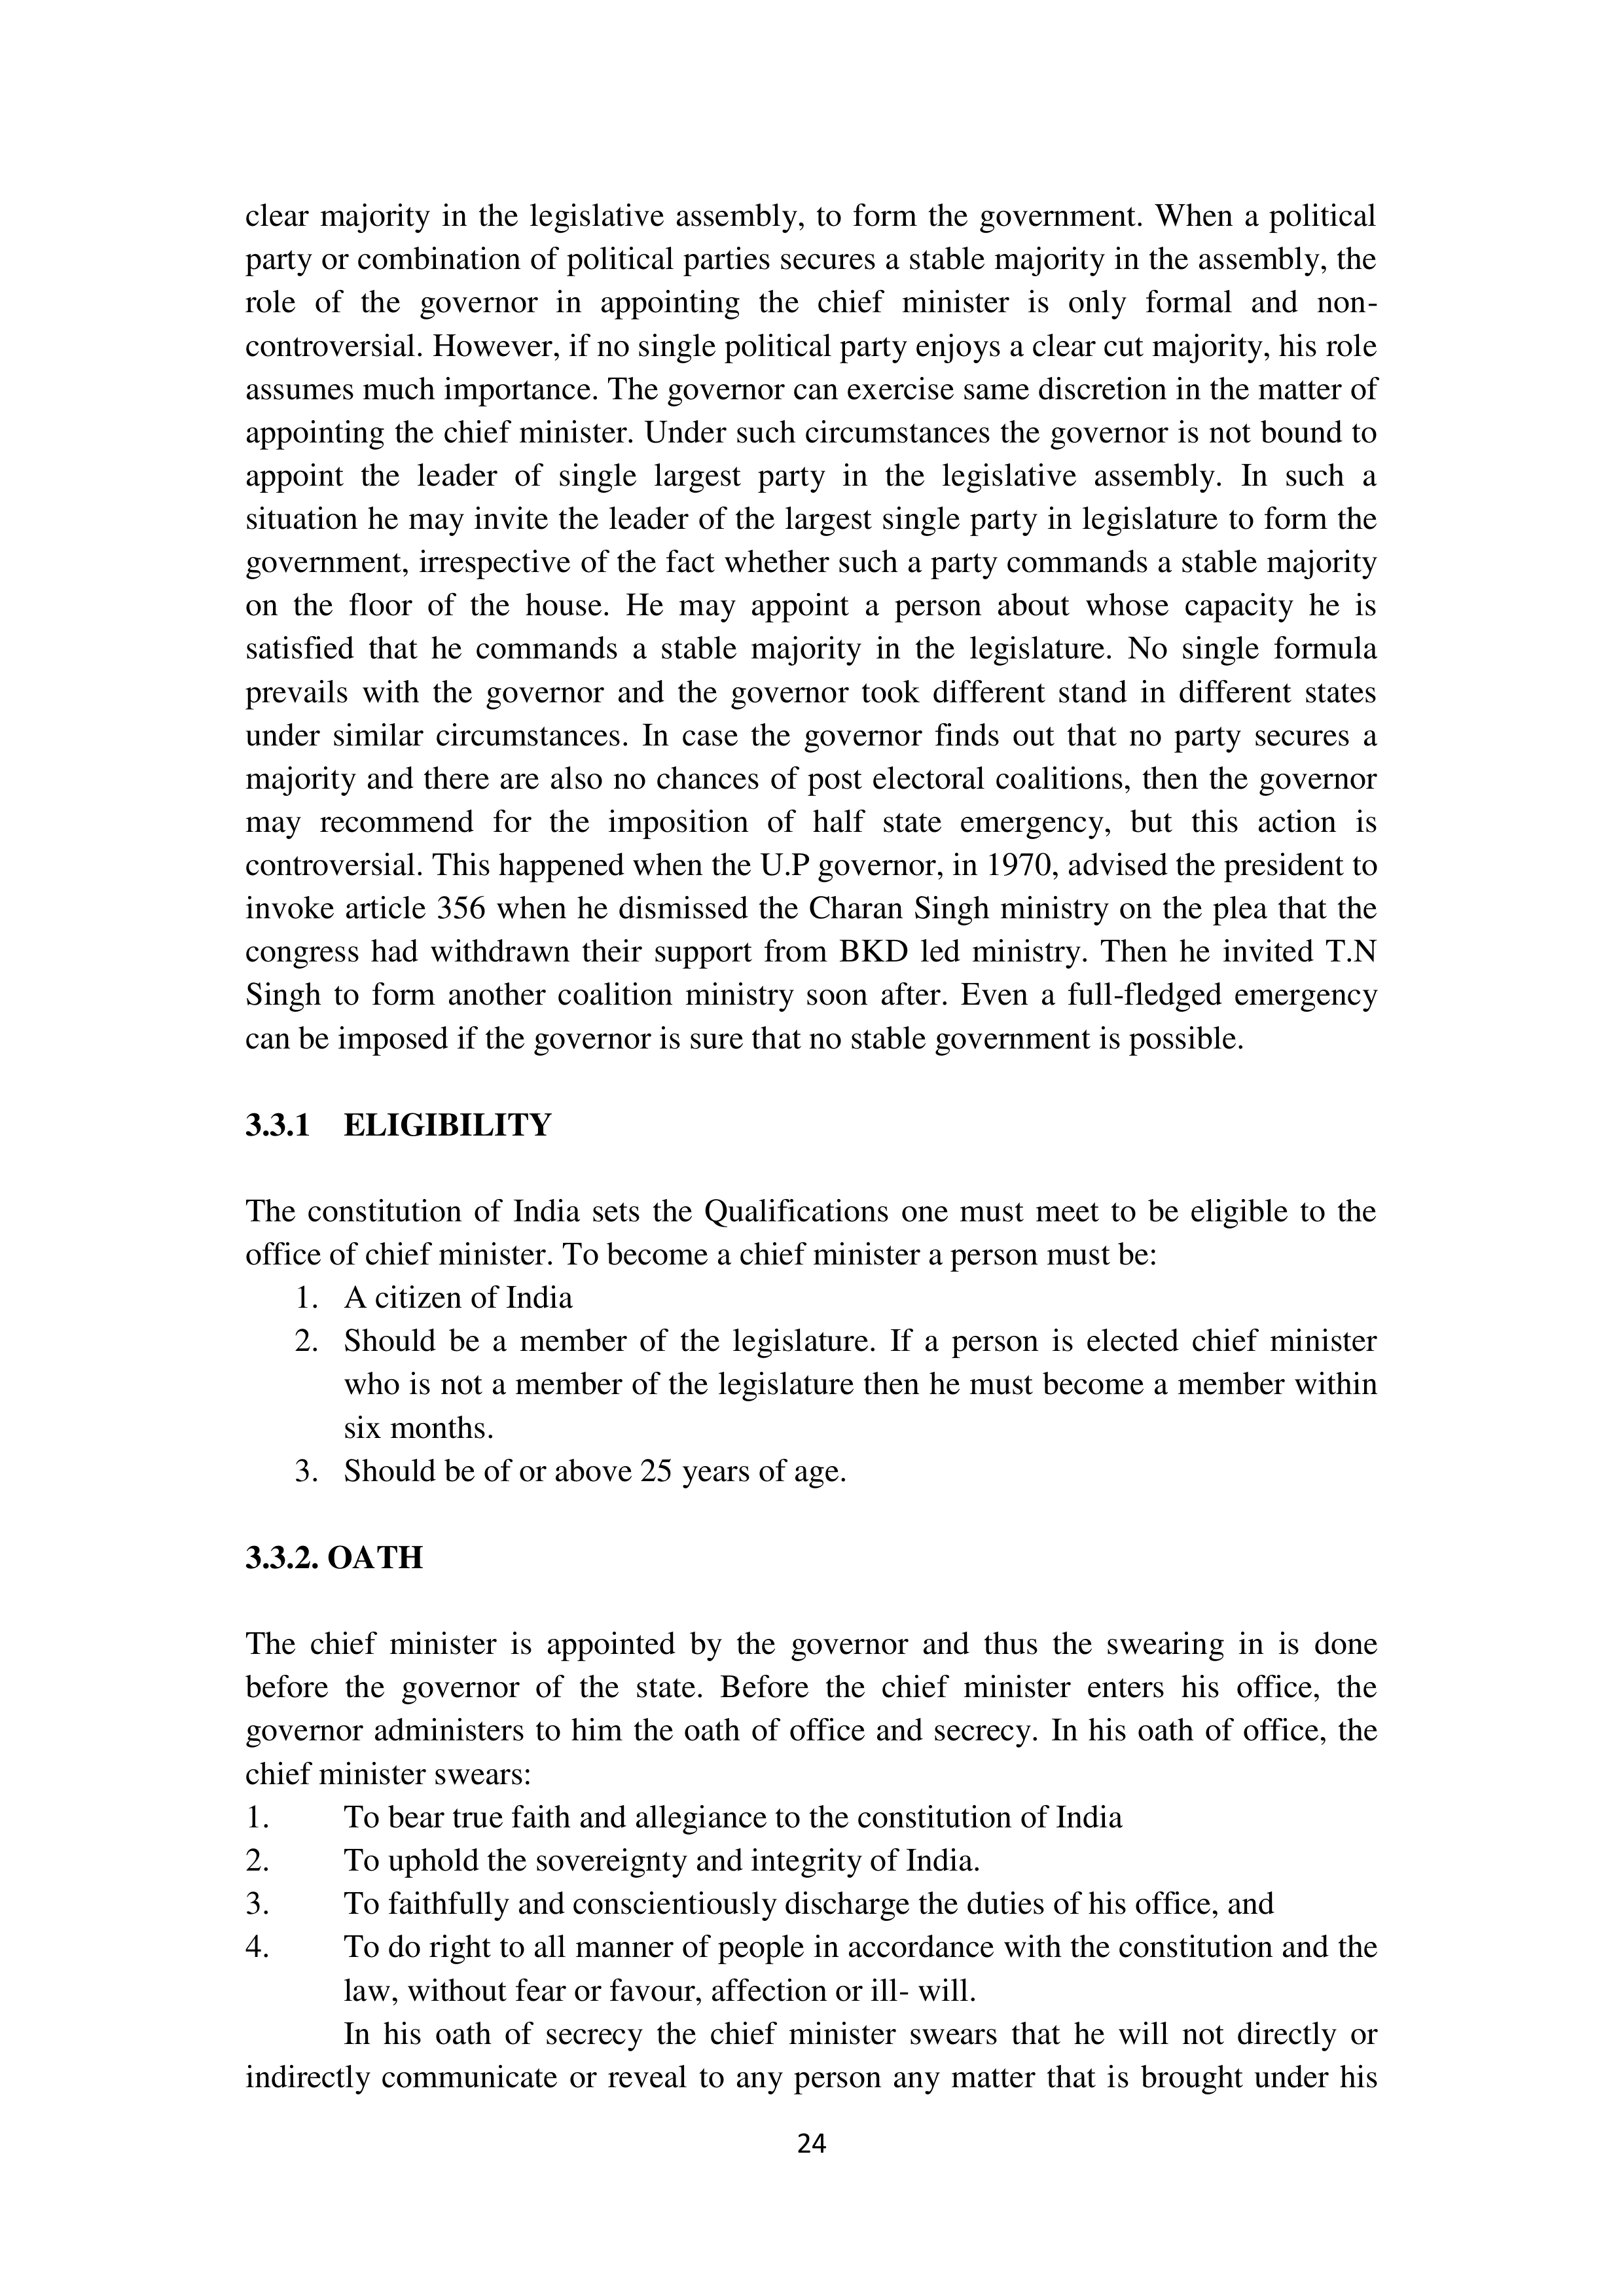 clear majority in the legislative assembly, to form the government. When a political
party or combination of political parties secures a stable majority in the assembly, the
role of the governor in appointing the chief minister is only formal and non-
controversial. However, if no single political party enjoys a clear cut majority, his role
assumes much importance. The governor can exercise same discretion in the matter of
appointing the chief minister. Under such circumstances the governor is not bound to
appoint the leader of single largest party in the legislative assembly. In such a
situation he may invite the leader of the largest single party in legislature to form the
government, irrespective of the fact whether such a party commands a stable majority
on the floor of the house. He may appoint a person about whose capacity he is
satisfied that he commands a stable majority in the legislature. No single formula
prevails with the governor and the governor took different stand in different states
under similar circumstances. In case the governor finds out that no party secures a
majority and there are also no chances of post electoral coalitions, then the governor
may recommend for the imposition of half state emergency, but this action is
controversial. This happened when the U.P governor, in 1970, advised the president to
invoke article 356 when he dismissed the Charan Singh ministry on the plea that the
congress had withdrawn their support from BKD led ministry. Then he invited T.N
Singh to form another coalition ministry soon after. Even a full-fledged emergency
can be imposed if the governor is sure that no stable government is possible.
3.3.1 ELIGIBILITY
The constitution of India sets the Qualifications one must meet to be eligible to the
office of chief minister. To become a chief minister a person must be:
1. A citizen of India
2. Should be a member of the legislature. If a person is elected chief minister
who is not a member of the legislature then he must become a member within
six months.
3. Should be of or above 25 years of age.
3.3.2. OATH
The chief minister is appointed by the governor and thus the swearing in is done
before the governor of the state. Before the chief minister enters his office, the
governor administers to him the oath of office and secrecy. In his oath of office, the
chief minister swears:
1. To bear true faith and allegiance to the constitution of India
2. To uphold the sovereignty and integrity of India.
3. To faithfully and conscientiously discharge the duties of his office, and
4. To do right to all manner of people in accordance with the constitution and the
law, without fear or favour, affection or ill- will.
In his oath of secrecy the chief minister swears that he will not directly or
indirectly communicate or reveal to any person any matter that is brought under his
24